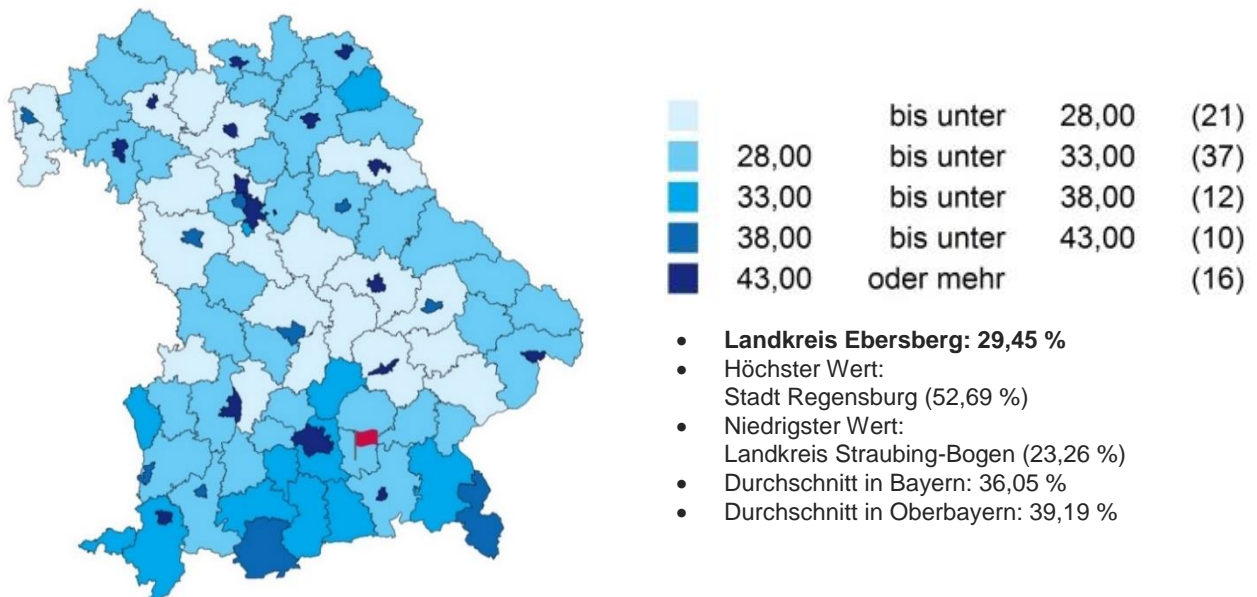 bis unter 28,00 (21)
28,00 bis unter 33,00 (37)
33,00 bis unter 38,00 (12)
38,00 bis unter 43,00 (10)
43,00 oder mehr (16)
• Landkreis Ebersberg: 29,45 %
• Höchster Wert:
Stadt Regensburg (52,69 %)
• Niedrigster Wert:
Landkreis Straubing-Bogen (23,26 %)
• Durchschnitt in Bayern: 36,05 %
• Durchschnitt in Oberbayern: 39,19 %